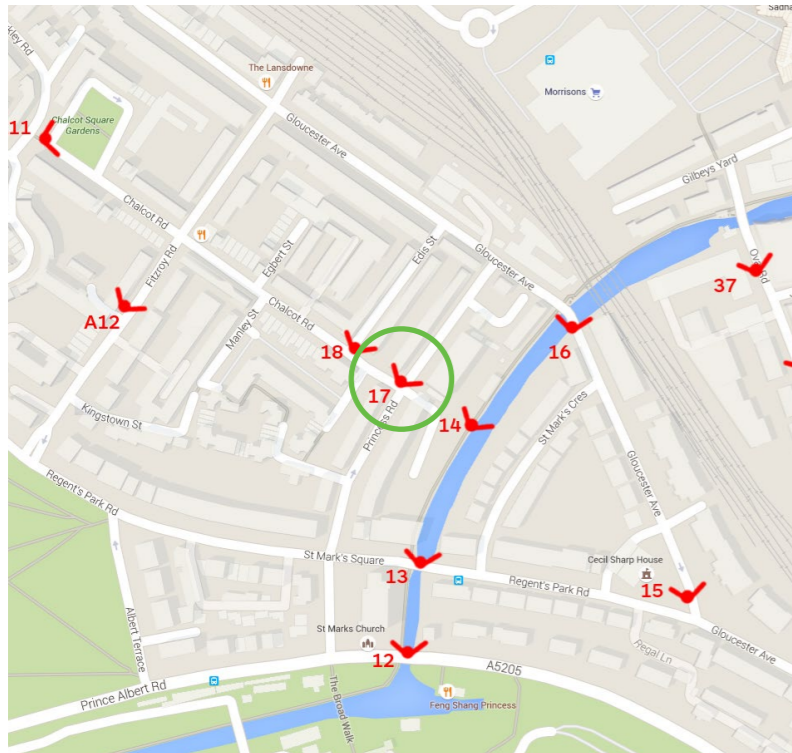 Sadha
The Lansdowne
Morrisons
11
Chalcot Square
Gardens
Gloucester Ave
Gilbeys Yard
Chalcot Rd
Fitzroy Rd
Egbert St
Edis St
Gloucester Ave
37
A12
Manley St
Chalcot Rd
18
16
17
Princess Rd
14
St Mark's Cres
Kingstown St
Gloucester Ave
Regent's Park Rd
St Mark's Square
13
Cecil Sharp House
15
Regent's Park Rd
Albert Terrace
St Marks Church
12
A5205
Regal Ln
Gloucester Ave
Prince Albert Rd
The Broad Walk
Feng Shang Princess